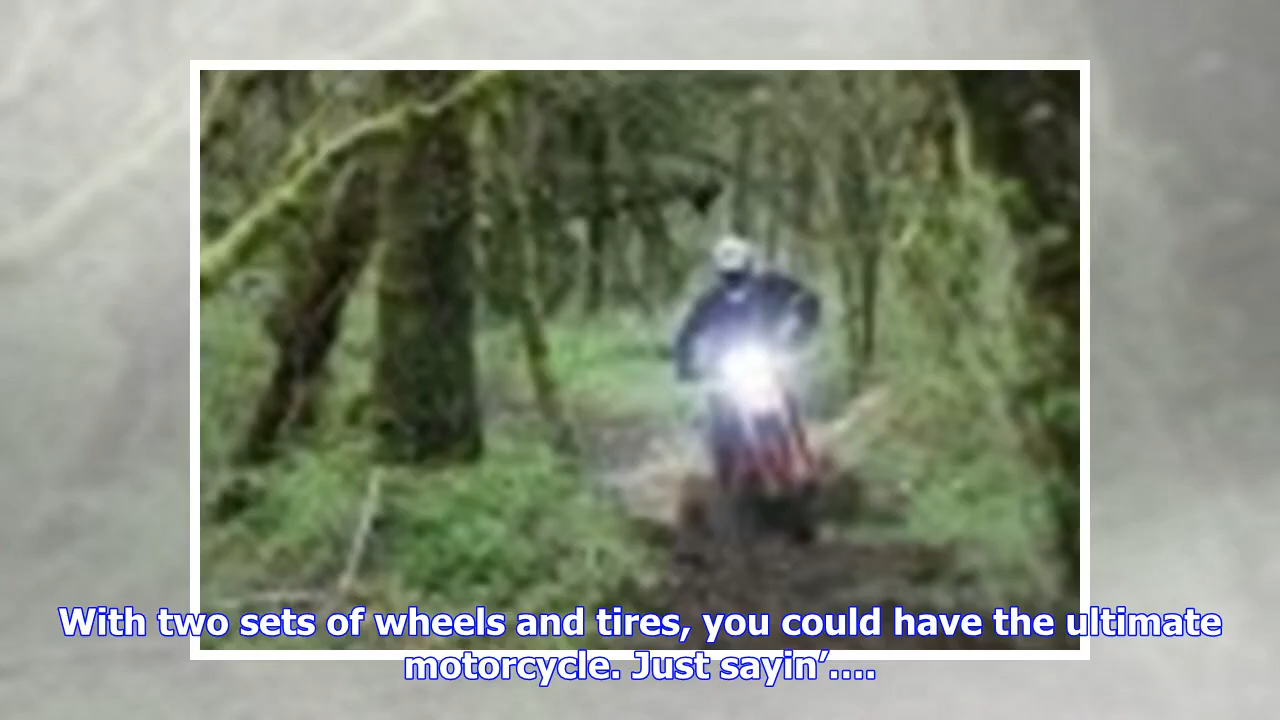 With two sets of wheels and tires, you could have the ultimate
motorcycle. Just sayin’....